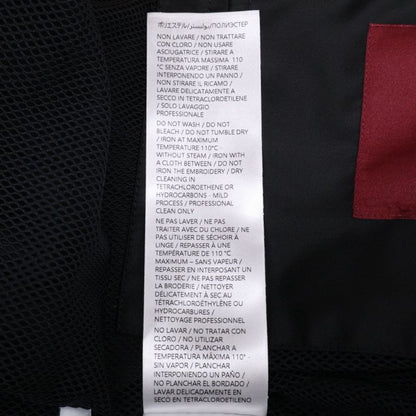 ポリエステル/بوليستر/ПОЛИЭСТЕР
NON LAVARE / NON TRATTARE
CON CLORO / NON USARE
ASCIUGATRICE / STIRARE A
TEMPERATURA MASSIMA 110
°C SENZA VAPORE / STIRARE
INTERPONENDO UN PANNO /
NON STIRARE IL RICAMO /
LAVARE DELICATAMENTE A
SECCO IN TETRACLOROETILENE
/ SOLO LAVAGGIO
PROFESSIONALE
DO NOT WASH / DO NOT
BLEACH / DO NOT TUMBLE DRY
/ IRON AT MAXIMUM
TEMPERATURE 110°C -
WITHOUT STEAM / IRON WITH
A CLOTH BETWEEN / DO NOT
IRON THE EMBROIDERY / DRY
CLEANING IN
TETRACHLOROETHENE OR
HYDROCARBONS - MILD
PROCESS / PROFESSIONAL
CLEAN ONLY
NE PAS LAVER / NE PAS
TRAITER AVEC DU CHLORE / NE
PAS UTILISER DE SÉCHOIR À
LINGE / REPASSER À UNE
TEMPÉRATURE DE 110 °C
MAXIMUM – SANS VAPEUR /
REPASSER EN INTERPOSANT UN
TISSU / NE PAS REPASSER
LA BRODERIE / NETTOYER
DÉLICATEMENT À SEC AU
TÉTRACHLOROÉTHYLÈNE OU
HYDROCARBURES /
NETTOYAGE PROFESSIONNEL
NO LAVAR / NO TRATAR CON
CLORO / NO UTILIZAR
SECADORA / PLANCHAR A
TEMPERATURA MÁXIMA 110° -
SIN VAPOR / PLANCHAR
INTERPONIENDO UN PAÑO /
NO PLANCHAR EL BORDADO /
LAVAR DELICADAMENTE EN
SECO EN TETRACLOROETILENO